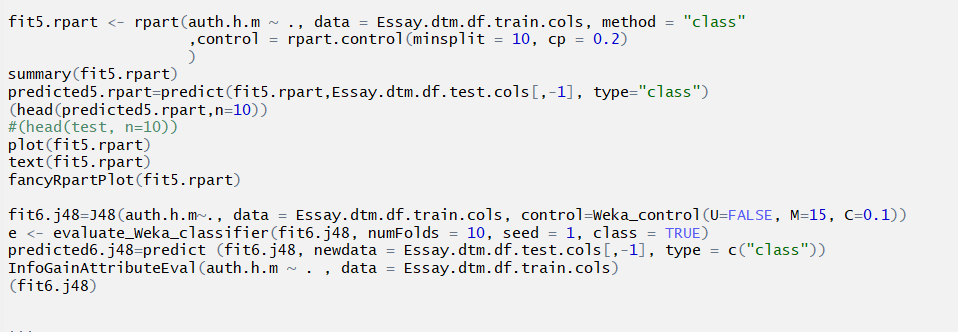 fit5.rpart <- rpart(auth.h.m ~ ., data = Essay.dtm.df.train.cols, method = "class"
,control = rpart.control(minsplit = 10, cp = 0.2)
)
summary(fit5.rpart)
predicted5.rpart=predict(fit5.rpart,Essay.dtm.df.test.cols[,-1], type="class")
(head(predicted5.rpart,n=10))
#(head(test, n=10))
plot(fit5.rpart)
text(fit5.rpart)
fancyRpartPlot(fit5.rpart)
fit6.j48=J48(auth.h.m~., data = Essay.dtm.df.train.cols, control=Weka_control(U=FALSE, M=15, C=0.1))
e <- evaluate_Weka_classifier(fit6.j48, numFolds = 10, seed = 1, class = TRUE)
predicted6.j48=predict (fit6.j48, newdata = Essay.dtm.df.test.cols[,-1], type = c("class"))
InfoGainAttributeEval(auth.h.m ~ . , data = Essay.dtm.df.train.cols)
(fit6.j48)